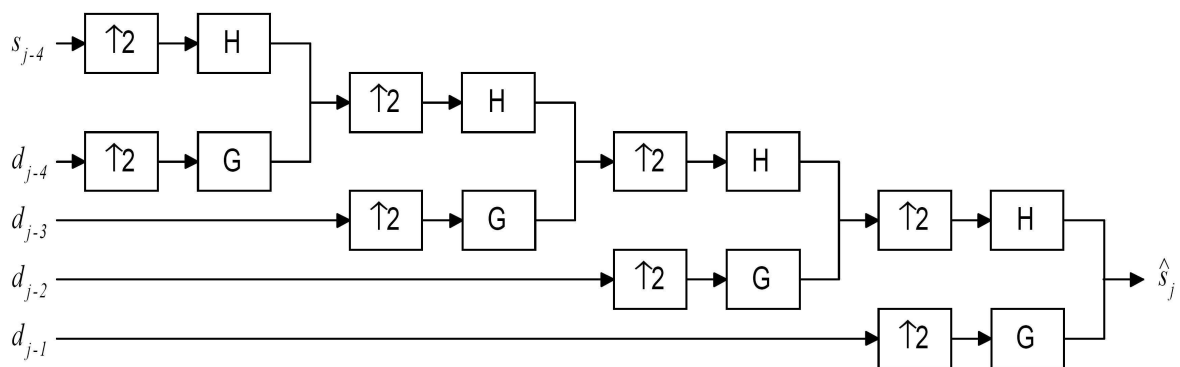 s_{j-4} ↑2 H
↑2 H
d_{j-4} ↑2 G ↑2 H
d_{j-3} ↑2 G ↑2 H
d_{j-2} ↑2 G ŝ_j
d_{j-1} ↑2 G